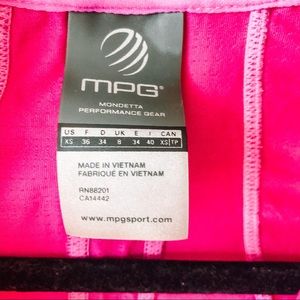 MPG®
MONDETTA
PERFORMANCE GEAR
US F D UK E I CAN
XS 36 34 8 34 40 XS|TP
MADE IN VIETNAM
FABRIQUÉ EN VIETNAM
RN88201
CA14442
www.mpgsport.com